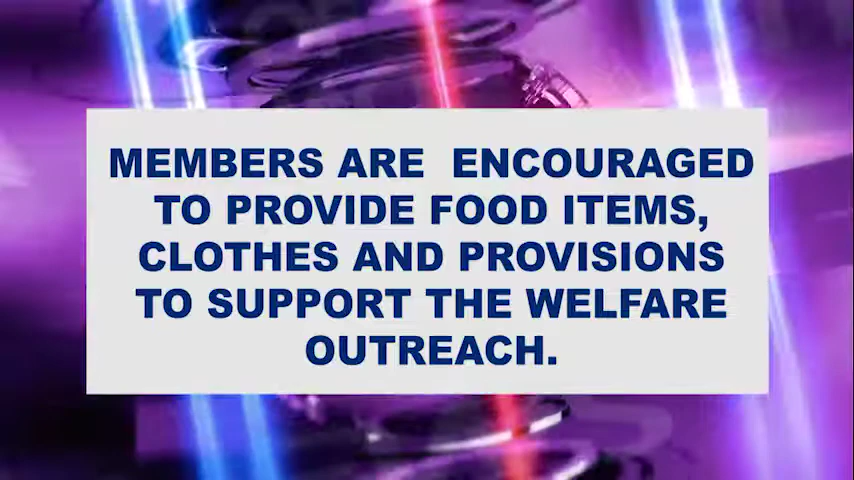 MEMBERS ARE  ENCOURAGED
TO PROVIDE FOOD ITEMS,
CLOTHES AND PROVISIONS
TO SUPPORT THE WELFARE
OUTREACH.